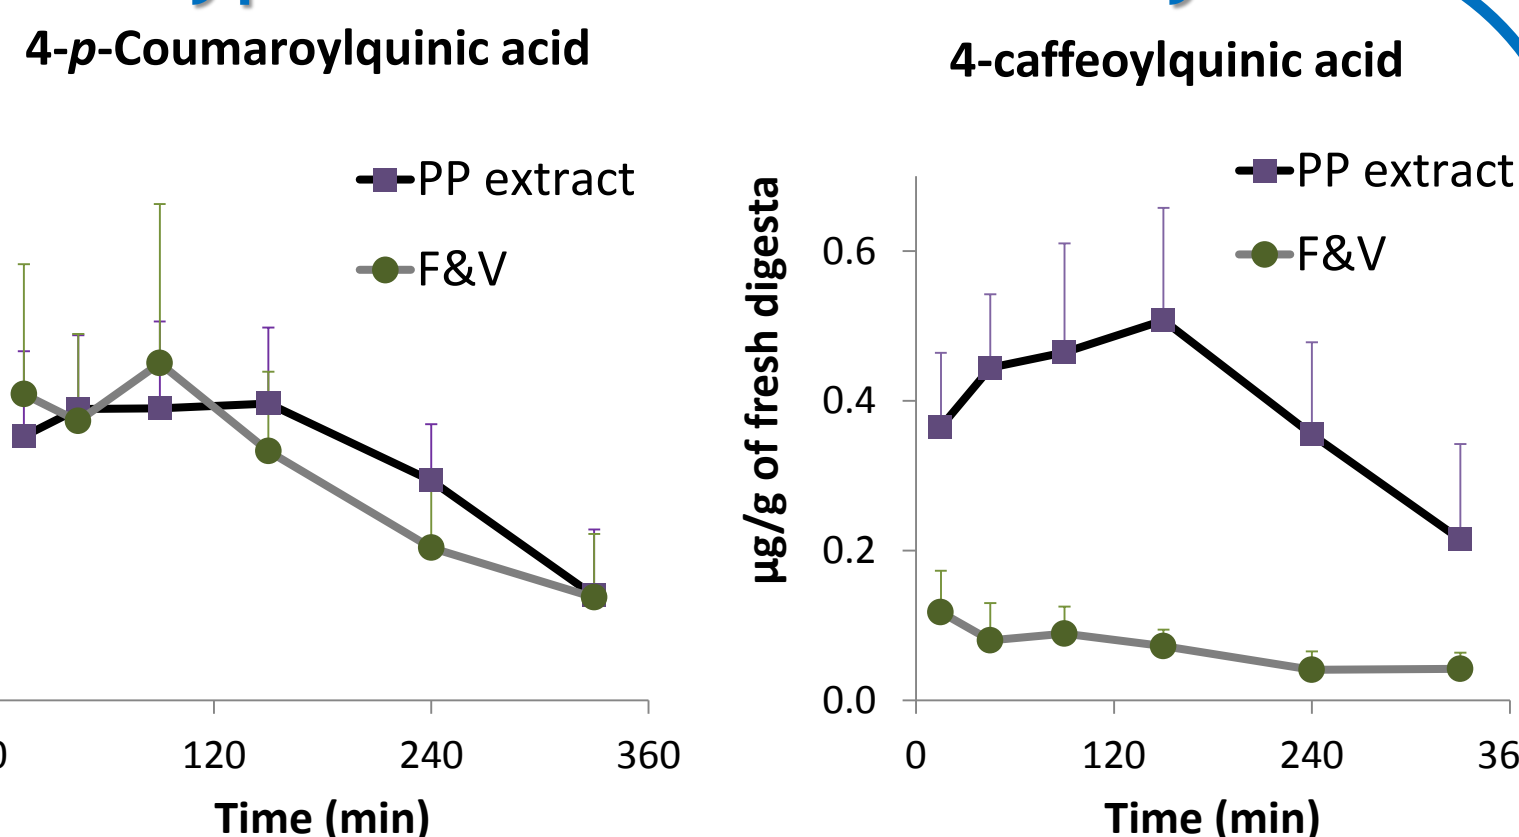 4-p-Coumaroylquinic acid
PP extract
F&V
0
120
240
360
Time (min)
4-caffeoylquinic acid
PP extract
F&V
µg/g of fresh digesta
0.6
0.4
0.2
0.0
0
120
240
36
Time (min)